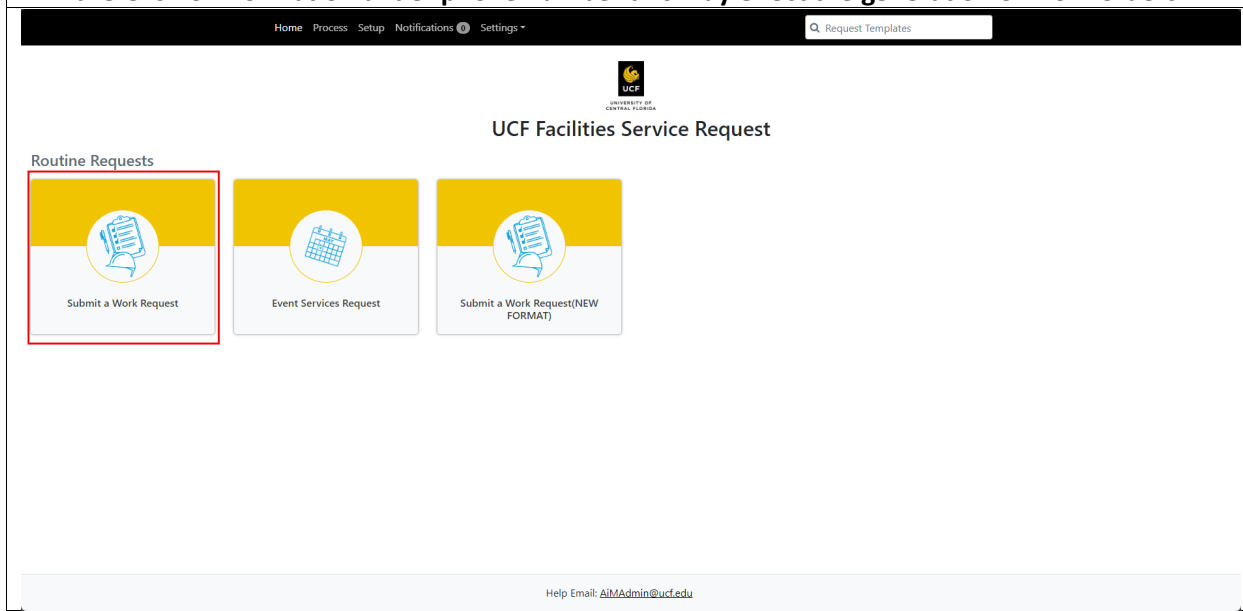 Home Process Setup Notifications 0 Settings
Request Templates
UCF
UNIVERSITY OF
CENTRAL FLORIDA
UCF Facilities Service Request
Routine Requests
Submit a Work Request
Event Services Request
Submit a Work Request(NEW
FORMAT)
Help Email: AiMAdmin@ucf.edu